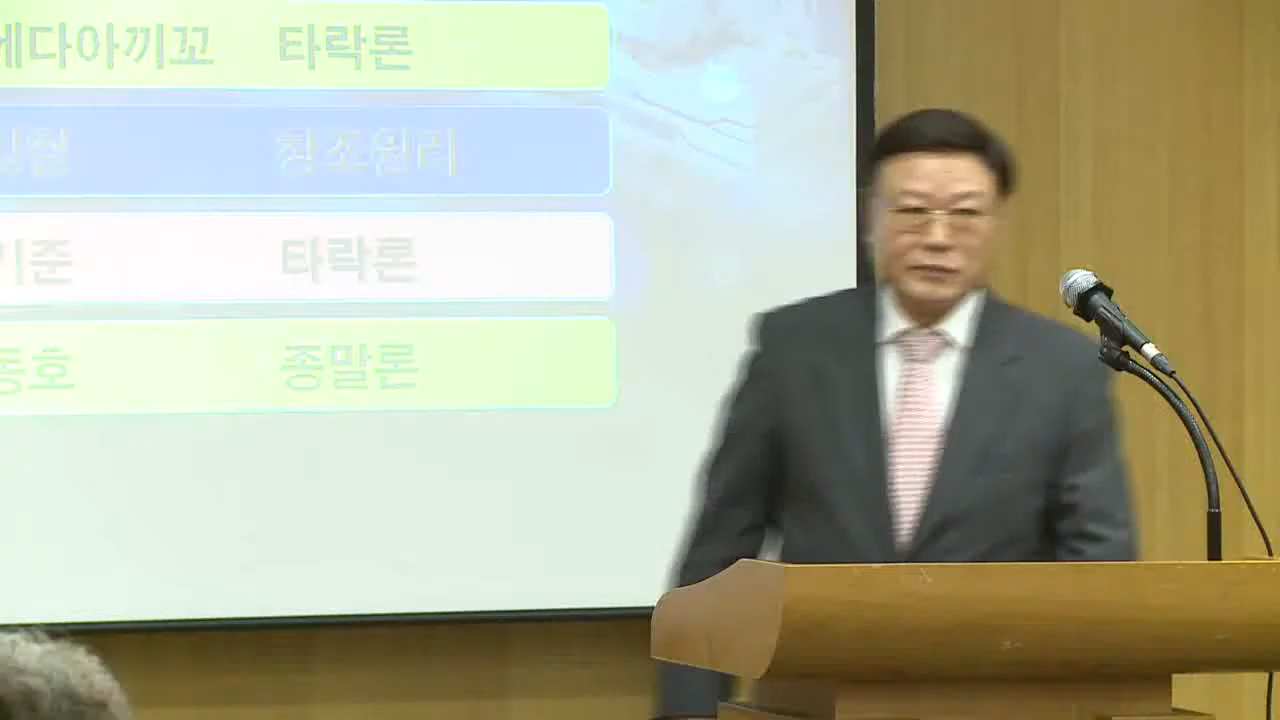 에다아끼꼬 타락론
창조원리
기준 타락론
동호 종말론